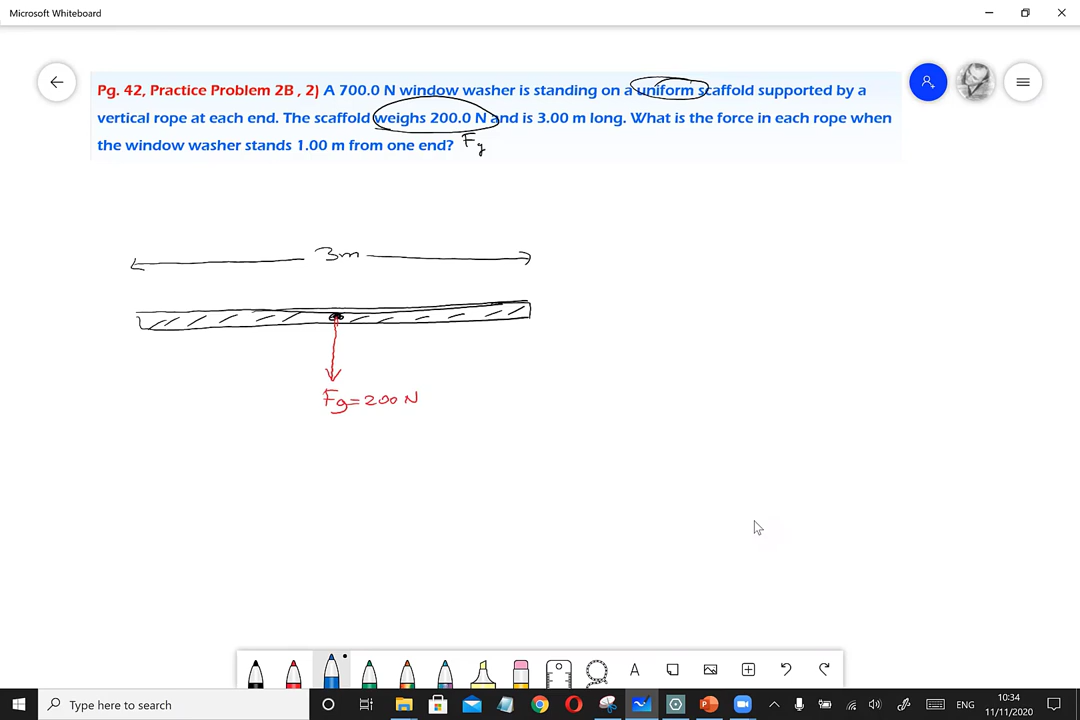 Microsoft Whiteboard
Pg. 42, Practice Problem 2B , 2) A 700.0 N window washer is standing on a uniform scaffold supported by a
vertical rope at each end. The scaffold weighs 200.0 N and is 3.00 m long. What is the force in each rope when
the window washer stands 1.00 m from one end?
Fg
3m
Fg=200 N
A
Type here to search
ENG
10:34
11/11/2020